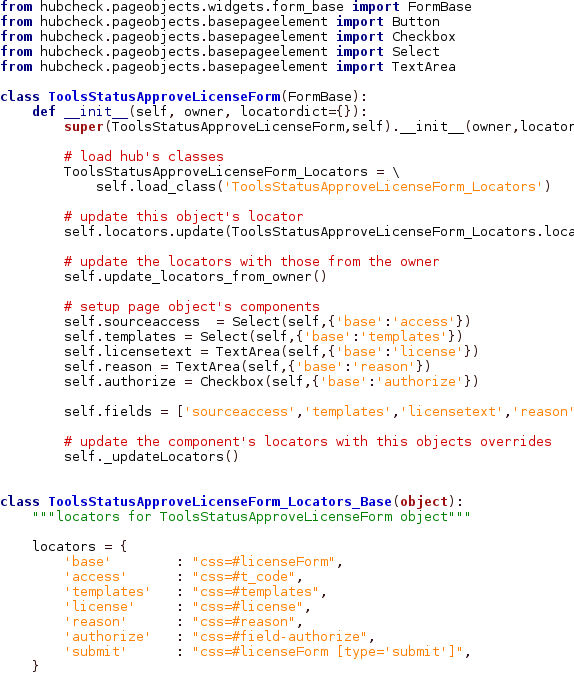 from hubcheck.pageobjects.widgets.form_base import FormBase
from hubcheck.pageobjects.basepageelement import Button
from hubcheck.pageobjects.basepageelement import Checkbox
from hubcheck.pageobjects.basepageelement import Select
from hubcheck.pageobjects.basepageelement import TextArea

class ToolsStatusApproveLicenseForm(FormBase):
    def __init__(self, owner, locatordict={}):
        super(ToolsStatusApproveLicenseForm,self).__init__(owner,locator

        # load hub's classes
        ToolsStatusApproveLicenseForm_Locators = \
            self.load_class('ToolsStatusApproveLicenseForm_Locators')

        # update this object's locator
        self.locators.update(ToolsStatusApproveLicenseForm_Locators.loca

        # update the locators with those from the owner
        self.update_locators_from_owner()

        # setup page object's components
        self.sourceaccess  = Select(self,{'base':'access'})
        self.templates = Select(self,{'base':'templates'})
        self.licensetext = TextArea(self,{'base':'license'})
        self.reason = TextArea(self,{'base':'reason'})
        self.authorize = Checkbox(self,{'base':'authorize'})

        self.fields = ['sourceaccess','templates','licensetext','reason'

        # update the component's locators with this objects overrides
        self._updateLocators()


class ToolsStatusApproveLicenseForm_Locators_Base(object):
    """locators for ToolsStatusApproveLicenseForm object"""

    locators = {
        'base'        : "css=#licenseForm",
        'access'      : "css=#t_code",
        'templates'   : "css=#templates",
        'license'     : "css=#license",
        'reason'      : "css=#reason",
        'authorize'   : "css=#field-authorize",
        'submit'      : "css=#licenseForm [type='submit']",
    }